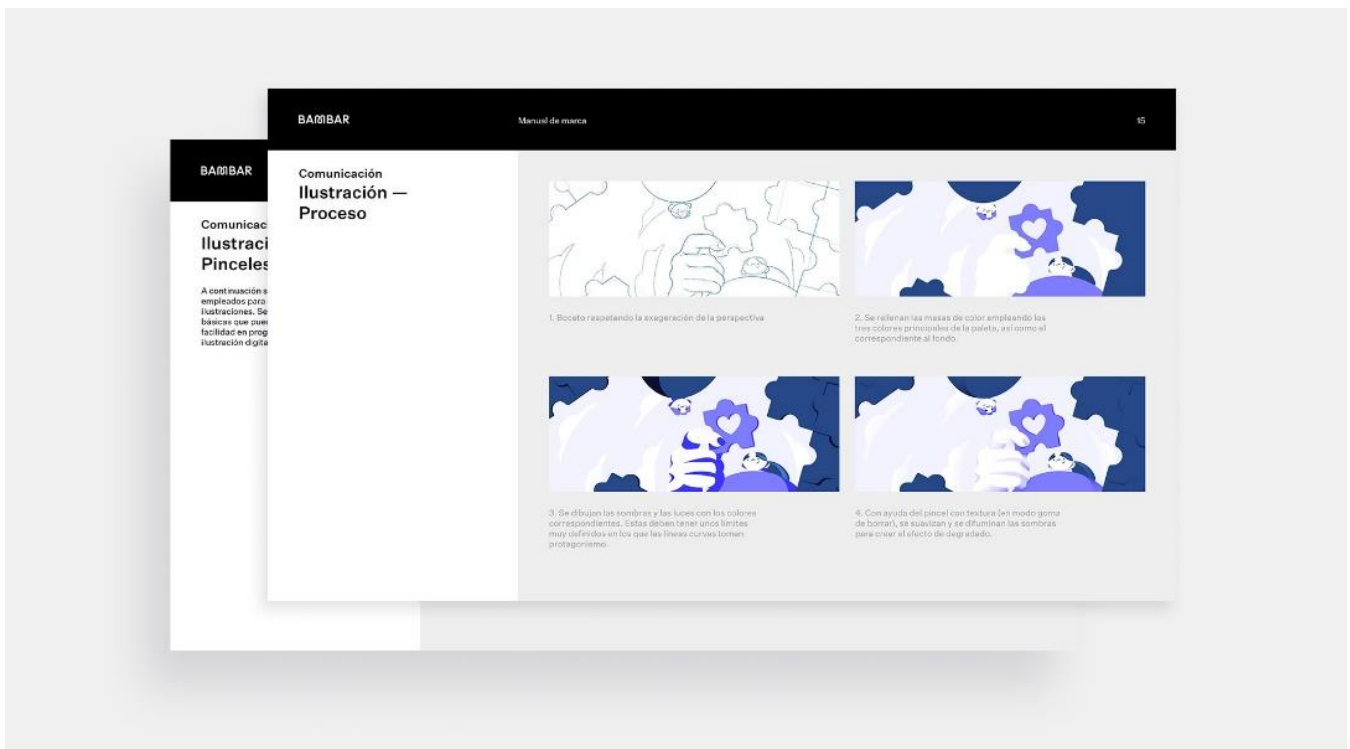 BAMBAR
Manual de marca
15
Comunicación
Ilustración —
Proceso
1. Boceto respetando la exageración de la perspectiva
2. Se rellenan las masas de color empleando los
tres colores principales de la paleta, así como el
correspondiente al fondo.
3. Se dibujan las sombras y las luces con los colores
correspondientes. Estas deben tener unos límites
muy definidos en los que las líneas curvas toman
protagonismo.
4. Con ayuda del pincel con textura (en modo goma
de borrar), se suavizan y se difuminan las sombras
para crear el efecto de degradado.
BAMBAR
Comunicac
Ilustraci
Pinceles
A continuación s
empleados para
ilustraciones. Se
básicas que pue
facilidad en prog
ilustración digita